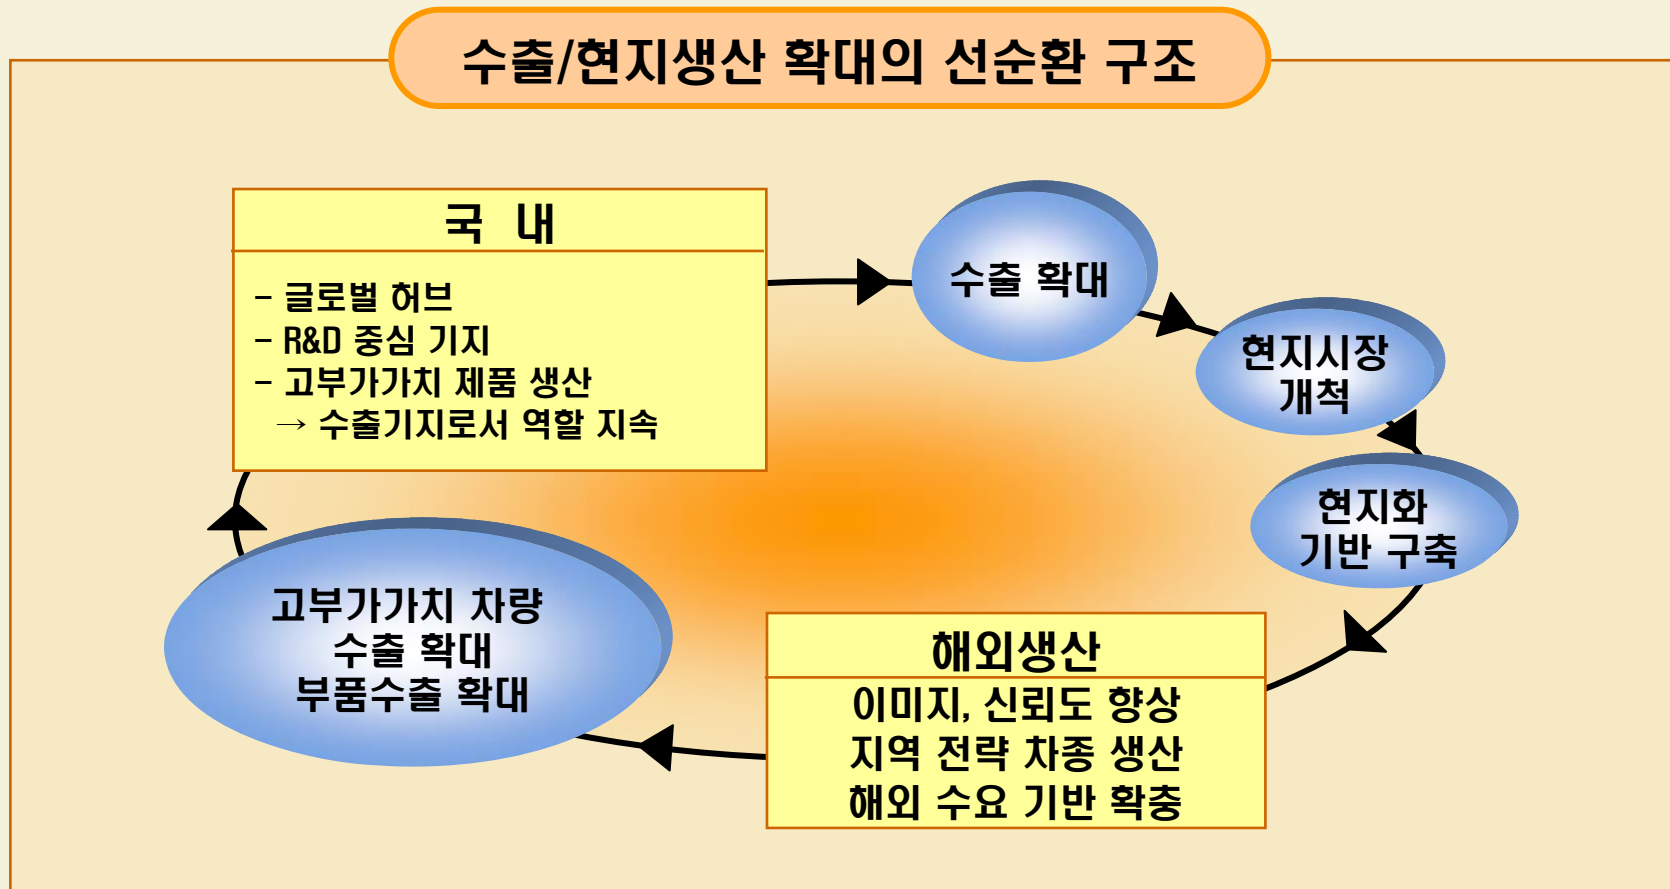 수출/현지생산 확대의 선순환 구조
국 내
- 글로벌 허브
- R&D 중심 기지
- 고부가가치 제품 생산
→ 수출기지로서 역할 지속
수출 확대
현지시장
개척
현지화
기반 구축
해외생산
이미지, 신뢰도 향상
지역 전략 차종 생산
해외 수요 기반 확충
고부가가치 차량
수출 확대
부품수출 확대